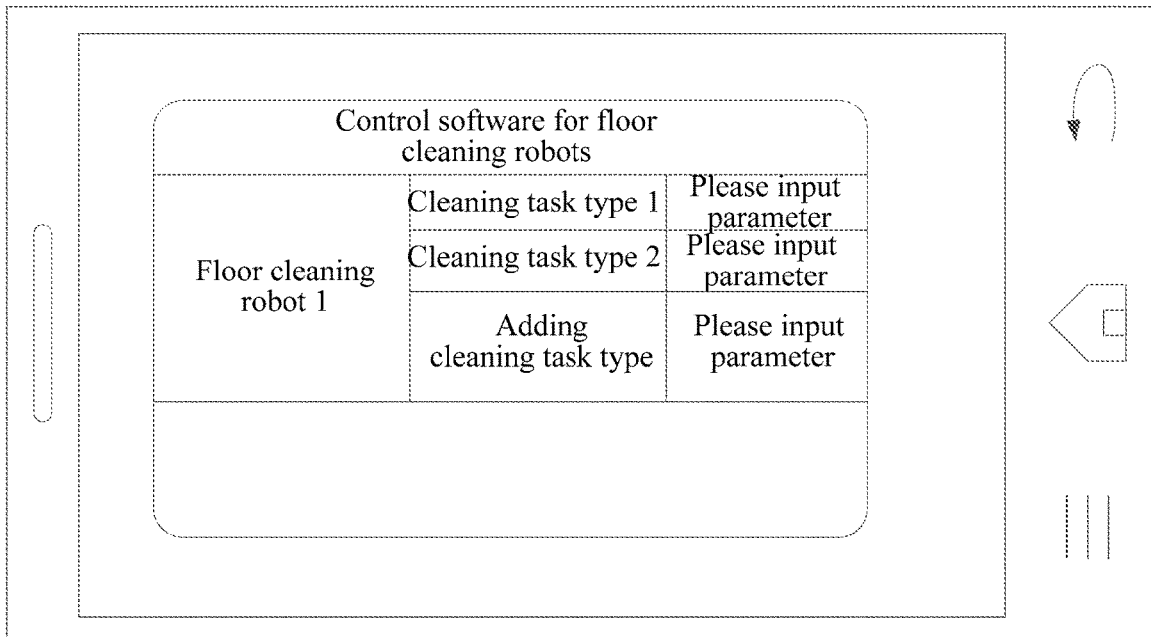 Control software for floor
cleaning robots
Floor cleaning
robot 1
Cleaning task type 1
Please input
parameter
Cleaning task type 2
Please input
parameter
Adding
cleaning task type
Please input
parameter